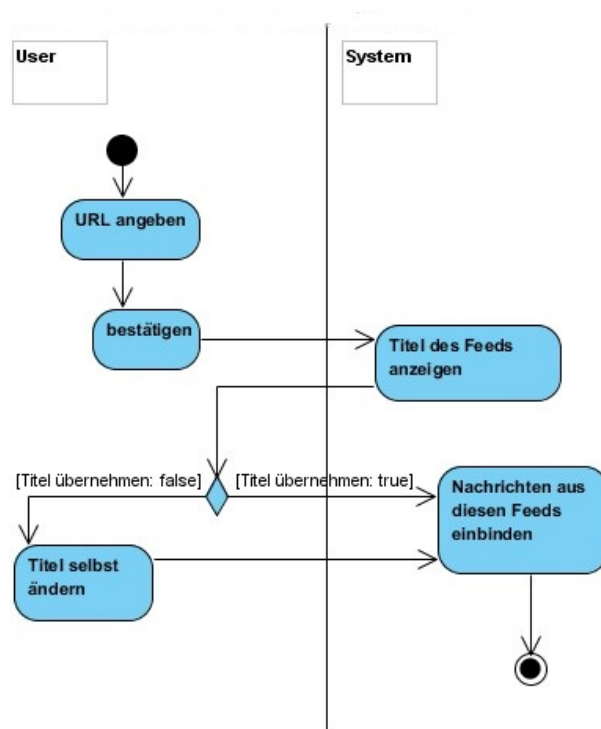 User
System
URL angeben
bestätigen
Titel des Feeds
anzeigen
[Titel übernehmen: false]
[Titel übernehmen: true]
Nachrichten aus
diesen Feeds
einbinden
Titel selbst
ändern